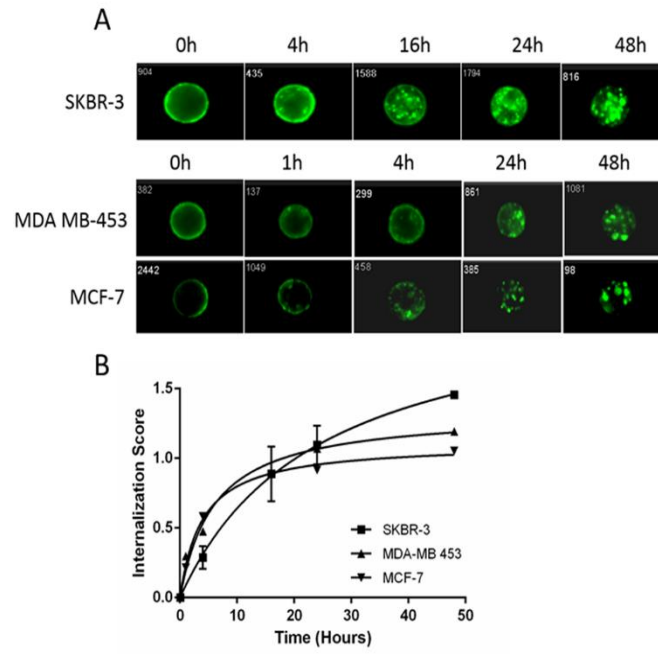 A
0h 4h 16h 24h 48h
SKBR-3
904 435 1588 1794 816
0h 1h 4h 24h 48h
MDA MB-453
382 137 299 861 1081
MCF-7
2442 1049 458 385 98
B
Internalization Score
1.5
1.0
0.5
0.0
SKBR-3
MDA-MB 453
MCF-7
0 10 20 30 40 50
Time (Hours)